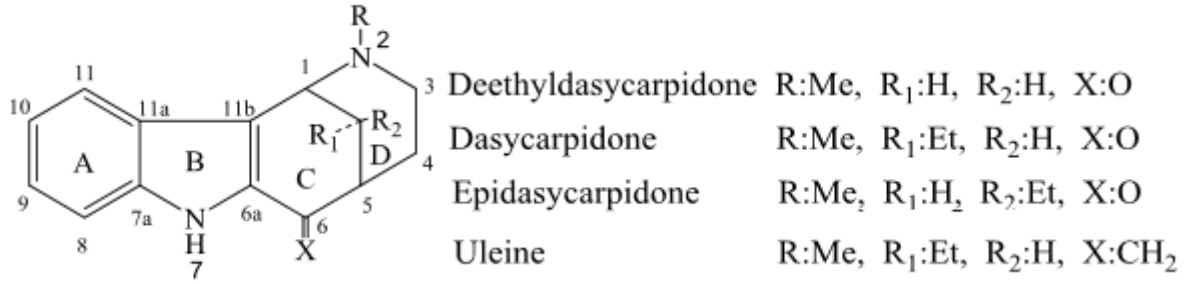 R
N 2
1
3
11
10
11a
11b
R1
R2
A
B
C
D
4
9
7a
6a
5
8
N
H
6
X
7
Deethyldasycarpidone R:Me, R1:H, R2:H, X:O
Dasycarpidone R:Me, R1:Et, R2:H, X:O
Epidasycarpidone R:Me, R1:H, R2:Et, X:O
Uleine R:Me, R1:Et, R2:H, X:CH2